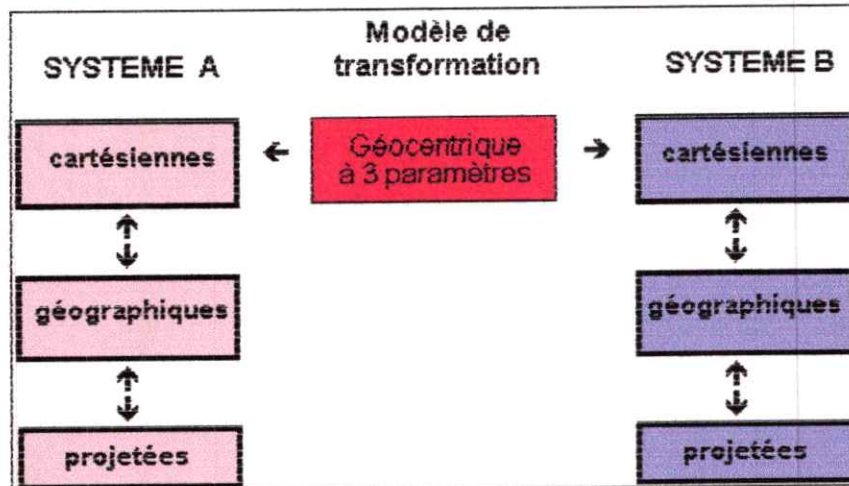 Modèle de
transformation
SYSTEME A
SYSTEME B
cartésiennes
Géocentrique
à 3 paramètres
cartésiennes
géographiques
géographiques
projetées
projetées